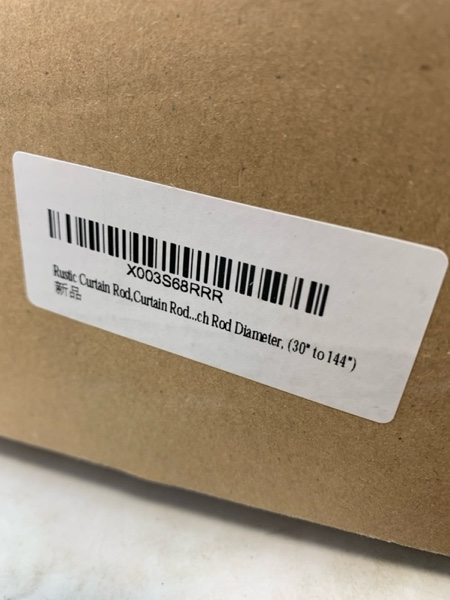 X003S68RRR
Rustic Curtain Rod,Curtain Rod...ch Rod Diameter, (30" to 144")
新品